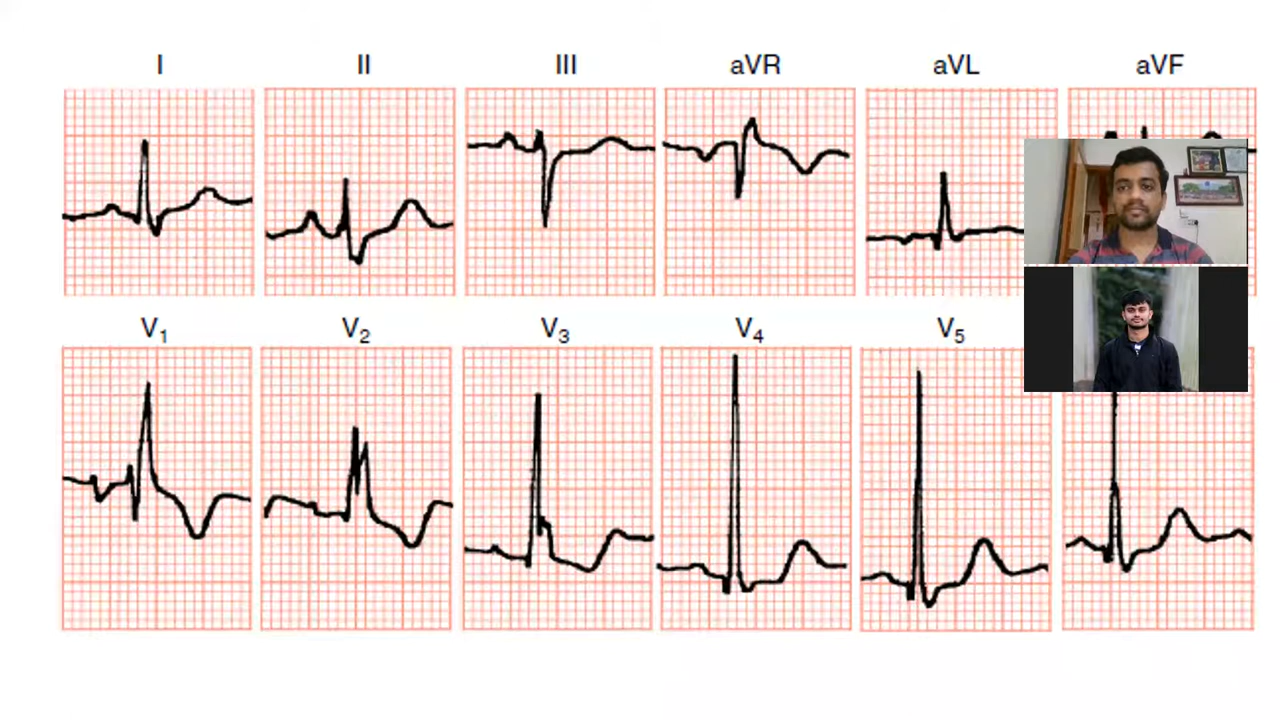 I II III aVR aVL aVF
V₁ V₂ V₃ V₄ V₅